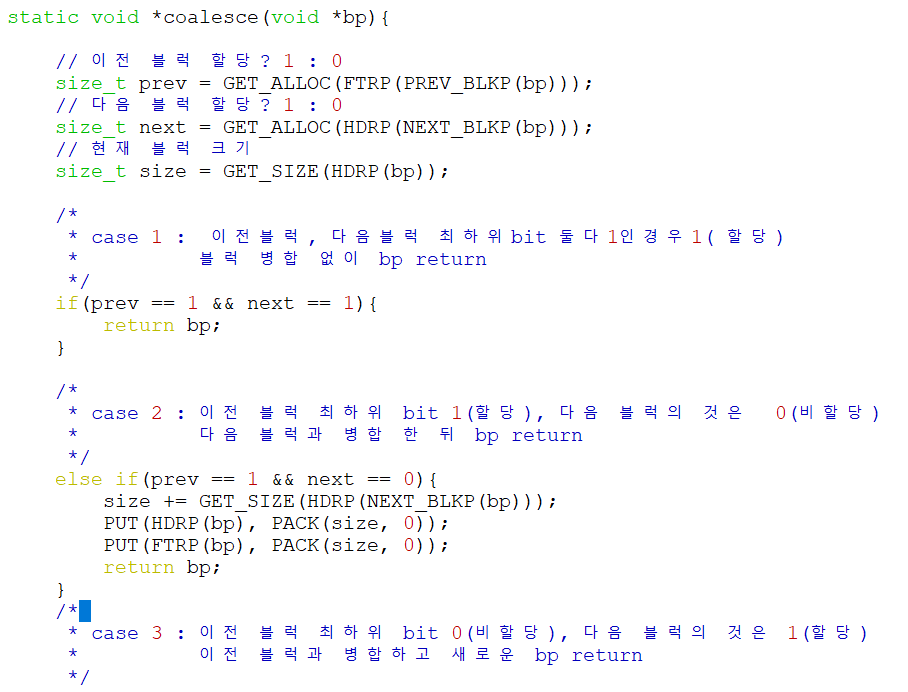 static void *coalesce(void *bp){
// 이전 블럭 할당? 1 : 0
size_t prev = GET_ALLOC(FTRP(PREV_BLKP(bp)));
// 다음 블럭 할당? 1 : 0
size_t next = GET_ALLOC(HDRP(NEXT_BLKP(bp)));
// 현재 블럭 크기
size_t size = GET_SIZE(HDRP(bp));
/*
* case 1 : 이전블럭, 다음블럭 최하위bit 둘다1인경우1( 할당)
* 블럭 병합 없이 bp return
*/
if(prev == 1 && next == 1){
return bp;
}
/*
* case 2 : 이전 블럭 최하위 bit 1(할당), 다음 블럭의 것은 0(비할당)
* 다음 블럭과 병합 한 뒤 bp return
*/
else if(prev == 1 && next == 0){
size += GET_SIZE(HDRP(NEXT_BLKP(bp)));
PUT(HDRP(bp), PACK(size, 0));
PUT(FTRP(bp), PACK(size, 0));
return bp;
}
/*
* case 3 : 이전 블럭 최하위 bit 0(비할당), 다음 블럭의 것은 1(할당)
* 이전 블럭과 병합하고 새로운 bp return
*/